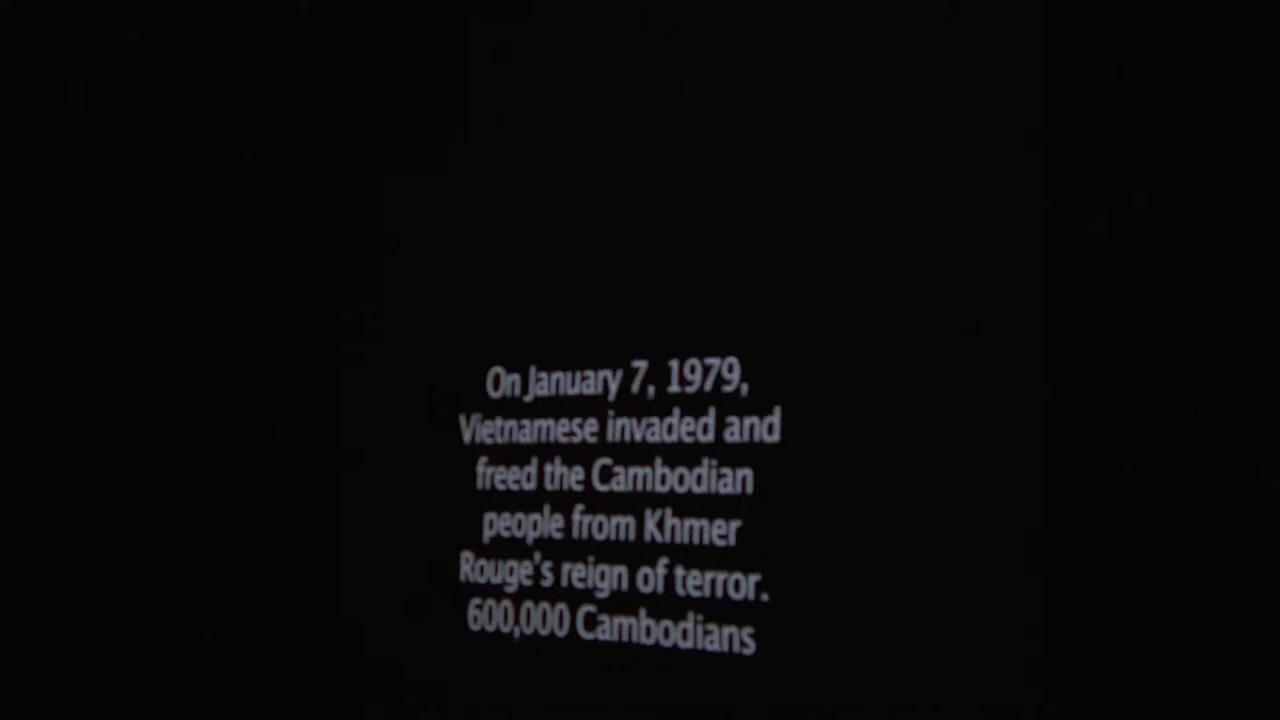 On January 7, 1979,
Vietnamese invaded and
freed the Cambodian
people from Khmer
Rouge's reign of terror.
600,000 Cambodians